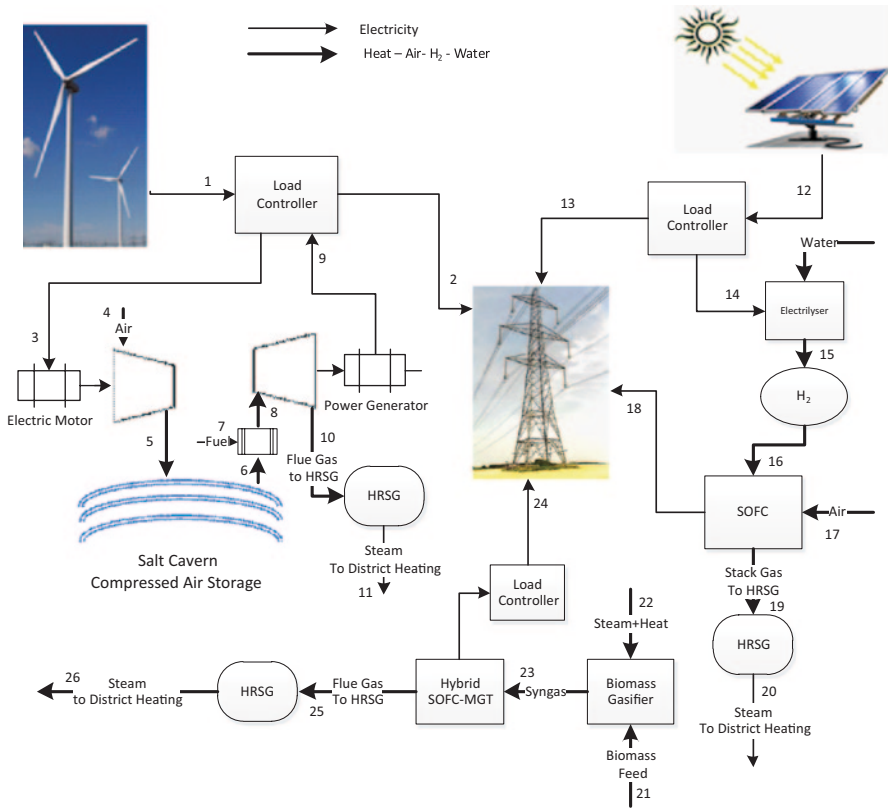 Electricity
Heat – Air- H₂ - Water
1
Load
Controller
12
13
Load
Controller
Water
9
2
14
Electrilyser
3
4
Air
15
H₂
Electric Motor
Power Generator
18
5
7
Fuel
8
6
10
Flue Gas
to HRSG
16
HRSG
24
SOFC
Air
17
Salt Cavern
Compressed Air Storage
Steam
To District Heating
11
Load
Controller
Stack Gas
To HRSG
19
22
Steam+Heat
HRSG
26
Steam
to District Heating
HRSG
Flue Gas
To HRSG
25
Hybrid
SOFC-MGT
23
Syngas
Biomass
Gasifier
20
Steam
To District Heating
Biomass
Feed
21